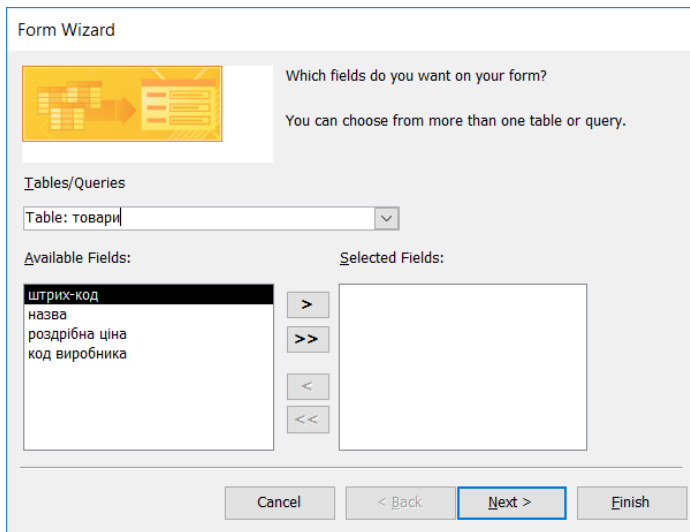 Form Wizard
Which fields do you want on your form?
You can choose from more than one table or query.
Tables/Queries
Table: товари
Available Fields:
Selected Fields:
штрих-код
назва
роздрібна ціна
код виробника
>
>>
<
<<
Cancel
< Back
Next >
Finish